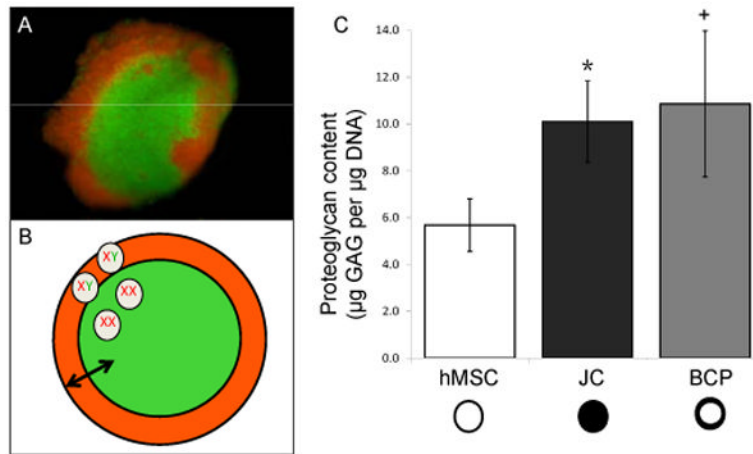 A
B
XY
XY
XX
XX
C
Proteoglycan content
(µg GAG per µg DNA)
14.0
12.0
10.0
8.0
6.0
4.0
2.0
0.0
*
+
hMSC JC BCP